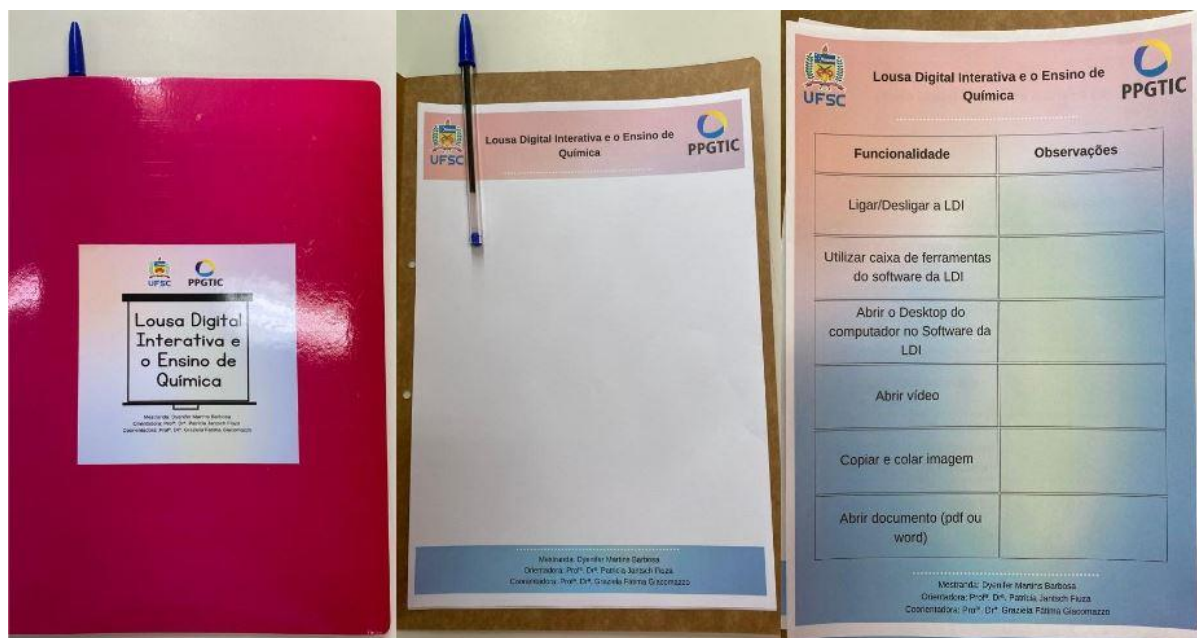 UFSC
PPGTIC
Lousa Digital
Interativa e
o Ensino de
Química
Mestranda: Dyenifer Martins Barbosa
Orientadora: Profª. Drª. Patrícia Jantsch Fiuza
Coorientadora: Profª. Drª. Graziela Fátima Giacomazzo
UFSC
Lousa Digital Interativa e o Ensino de
Química
PPGTIC
Mestranda: Dyenifer Martins Barbosa
Orientadora: Profª. Drª. Patrícia Jantsch Fiuza
Coorientadora: Profª. Drª. Graziela Fátima Giacomazzo
UFSC
Lousa Digital Interativa e o Ensino de
Química
PPGTIC
Funcionalidade Observações
Ligar/Desligar a LDI
Utilizar caixa de ferramentas
do software da LDI
Abrir o Desktop do
computador no Software da
LDI
Abrir vídeo
Copiar e colar imagem
Abrir documento (pdf ou
word)
Mestranda: Dyenifer Martins Barbosa
Orientadora: Profª. Drª. Patrícia Jantsch Fiuza
Coorientadora: Profª. Drª. Graziela Fátima Giacomazzo